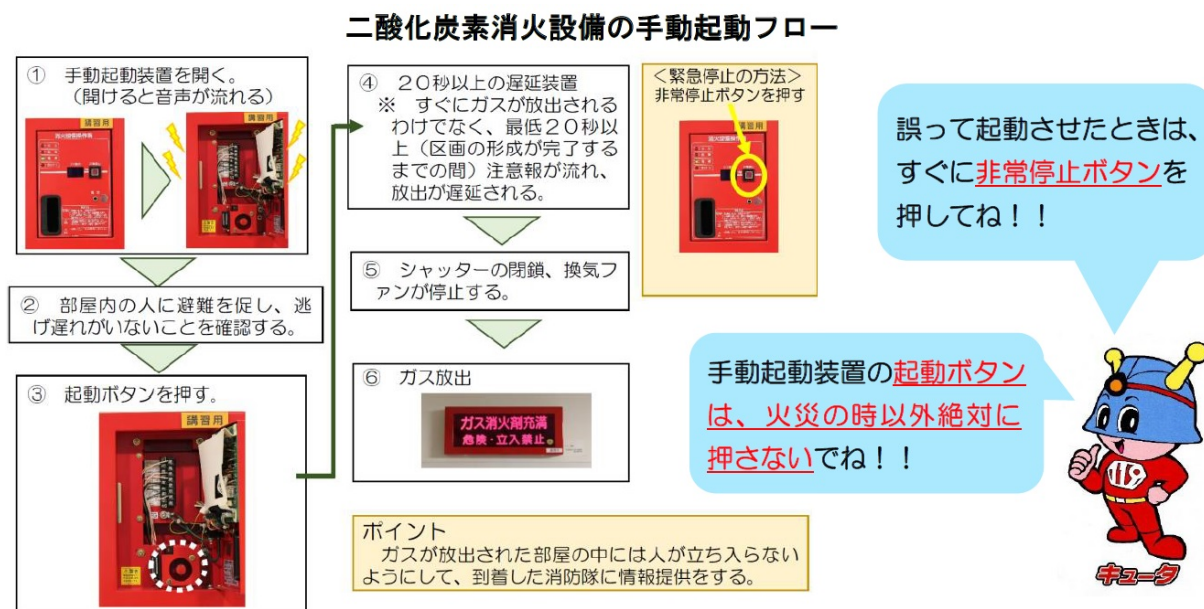 二酸化炭素消火設備の手動起動フロー
① 手動起動装置を開く。
（開けると音声が流れる）
講習用
講習用
② 部屋内の人に避難を促し、逃
げ遅れがいないことを確認する。
③ 起動ボタンを押す。
講習用
④ ２０秒以上の遅延装置
※ すぐにガスが放出される
わけでなく、最低２０秒以
上（区画の形成が完了する
までの間）注意報が流れ、
放出が遅延される。
⑤ シャッターの閉鎖、換気フ
ァンが停止する。
⑥ ガス放出
ガス消火剤充満
危険・立入禁止
＜緊急停止の方法＞
非常停止ボタンを押す
講習用
ポイント
ガスが放出された部屋の中には人が立ち入らない
ようにして、到着した消防隊に情報提供をする。
誤って起動させたときは、
すぐに非常停止ボタンを
押してね！！
手動起動装置の起動ボタン
は、火災の時以外絶対に
押さないでね！！
119
キュータ